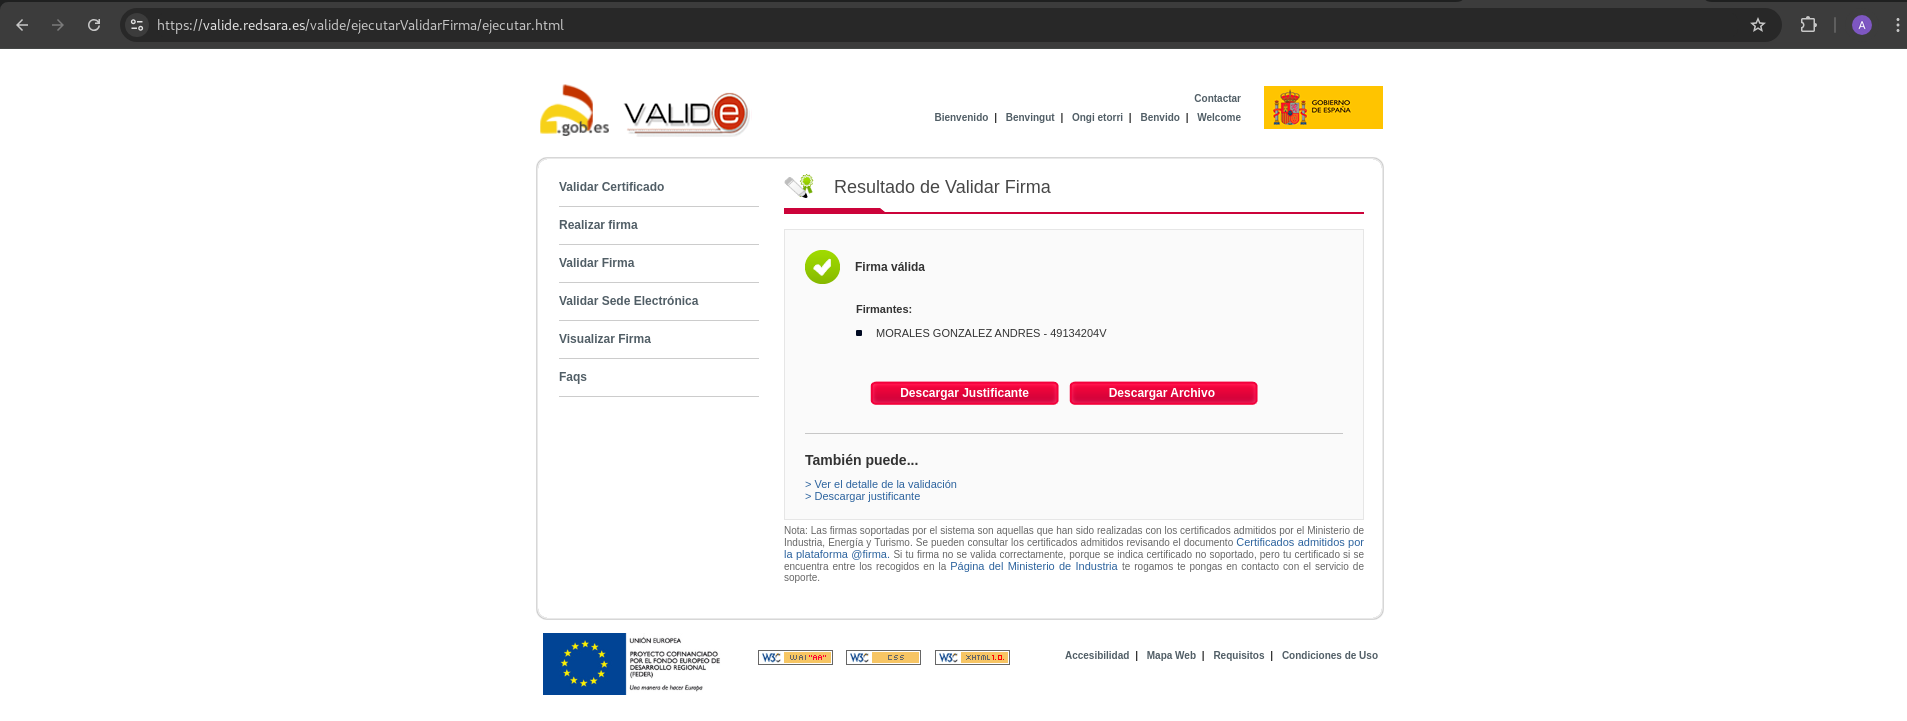 https://valide.redsara.es/valide/ejecutarValidarFirma/ejecutar.html
A
.gob.es
VALIDe
Contactar
Bienvenido | Benvingut | Ongi etorri | Benvido | Welcome
GOBIERNO
DE ESPAÑA
Validar Certificado
Realizar firma
Validar Firma
Validar Sede Electrónica
Visualizar Firma
Faqs
Resultado de Validar Firma
Firma válida
Firmantes:
MORALES GONZALEZ ANDRES - 49134204V
Descargar Justificante
Descargar Archivo
También puede...
> Ver el detalle de la validación
> Descargar justificante
Nota: Las firmas soportadas por el sistema son aquellas que han sido realizadas con los certificados admitidos por el Ministerio de
Industria, Energía y Turismo. Se pueden consultar los certificados admitidos revisando el documento Certificados admitidos por
la plataforma @firma. Si tu firma no se valida correctamente, porque se indica certificado no soportado, pero tu certificado si se
encuentra entre los recogidos en la Página del Ministerio de Industria te rogamos te pongas en contacto con el servicio de
soporte.
UNIÓN EUROPEA
PROYECTO COFINANCIADO
POR EL FONDO EUROPEO DE
DESARROLLO REGIONAL
(FEDER)
Una manera de hacer Europa
W3C WAI "AA"
W3C CSS
W3C XHTML 1.0.
Accesibilidad | Mapa Web | Requisitos | Condiciones de Uso